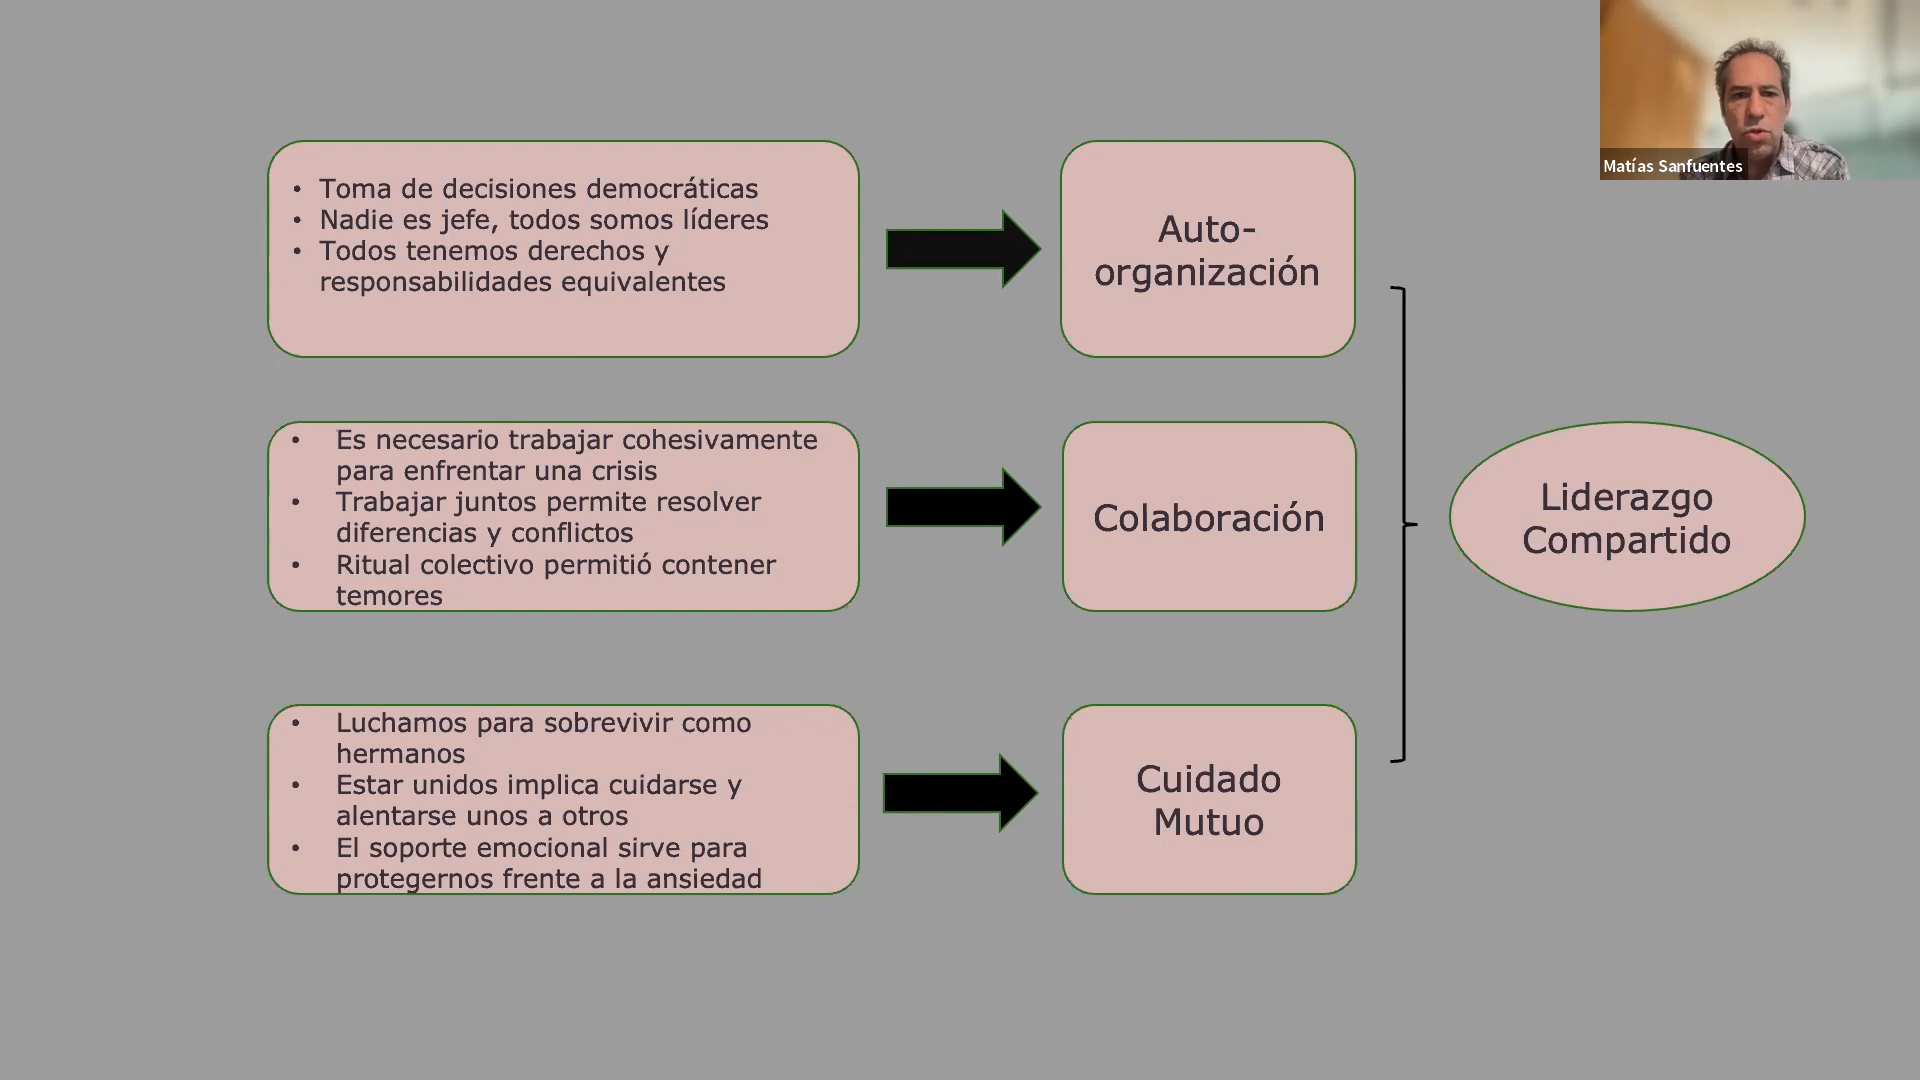 Matías Sanfuentes
• Toma de decisiones democráticas
• Nadie es jefe, todos somos líderes
• Todos tenemos derechos y
responsabilidades equivalentes
Auto-
organización
• Es necesario trabajar cohesivamente
para enfrentar una crisis
• Trabajar juntos permite resolver
diferencias y conflictos
• Ritual colectivo permitió contener
temores
Colaboración
• Luchamos para sobrevivir como
hermanos
• Estar unidos implica cuidarse y
alentarse unos a otros
• El soporte emocional sirve para
protegernos frente a la ansiedad
Cuidado
Mutuo
Liderazgo
Compartido